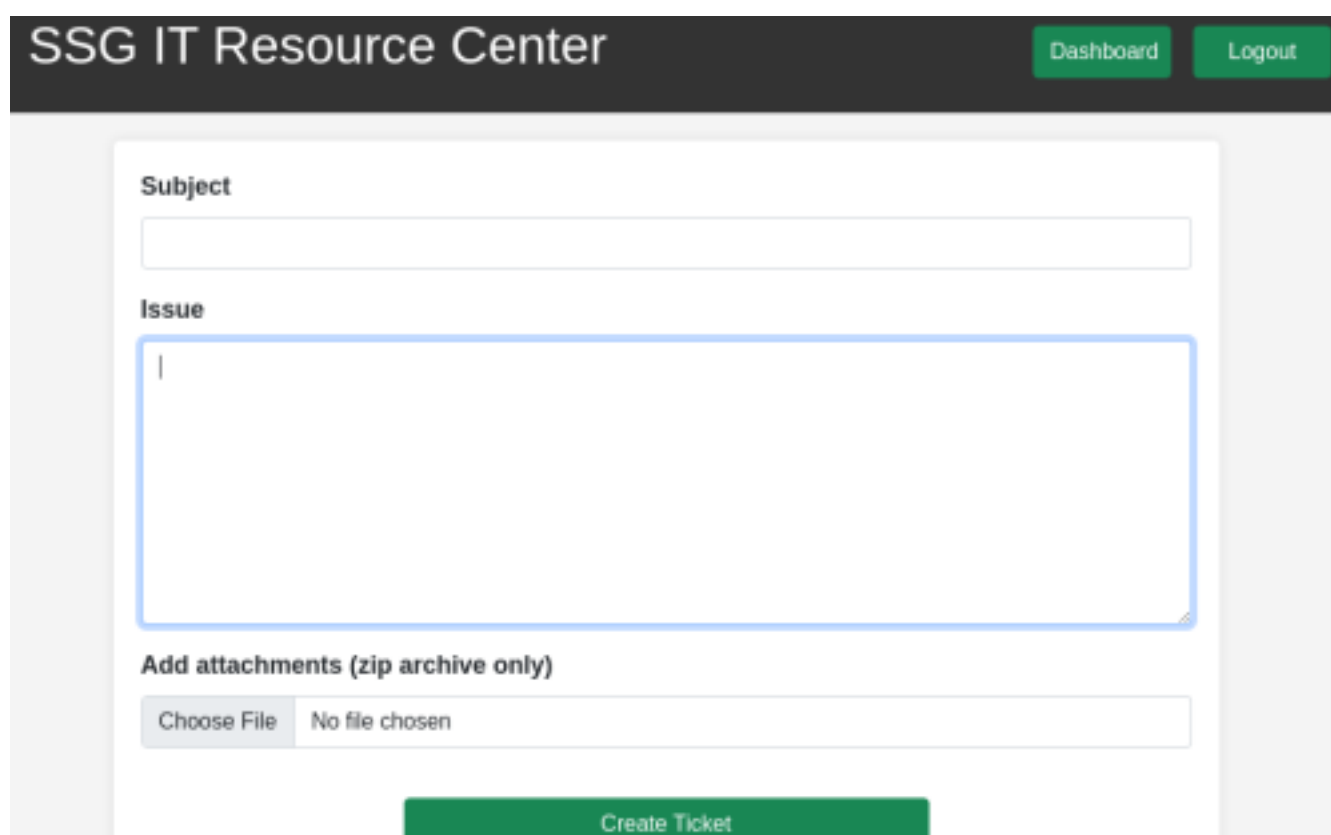 SSG IT Resource Center
Dashboard
Logout
Subject
Issue
Add attachments (zip archive only)
Choose File
No file chosen
Create Ticket